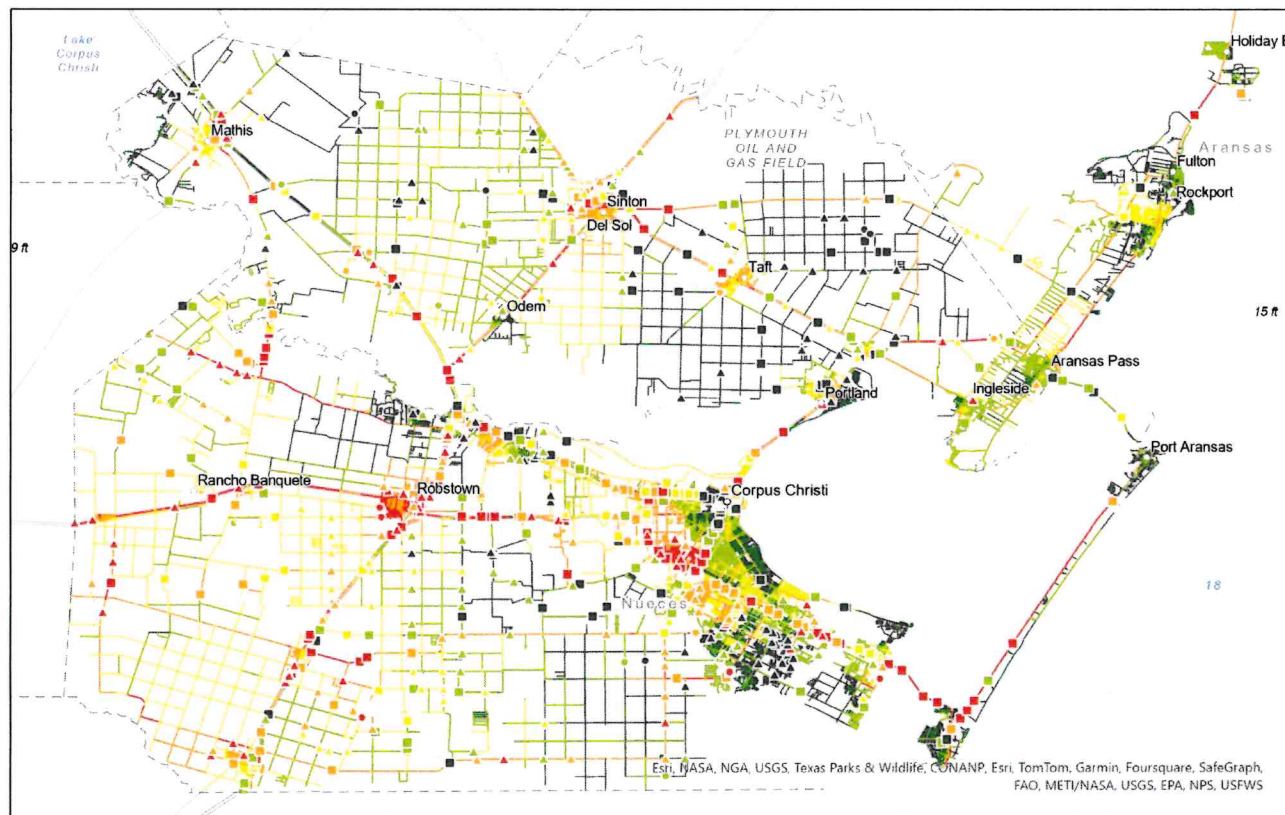 Lake
Corpus
Christi
Holiday B
Mathis
PLYMOUTH
OIL AND
GAS FIELD
Aransas
Fulton
Rockport
Sinton
Del Sol
9 ft
Taft
Odem
15 ft
Aransas Pass
Ingleside
Portland
Port Aransas
Rancho Banquete
Robstown
Corpus Christi
18
Nueces
Esri, NASA, NGA, USGS, Texas Parks & Wildlife, CONANP, Esri, TomTom, Garmin, Foursquare, SafeGraph,
FAO, METI/NASA, USGS, EPA, NPS, USFWS